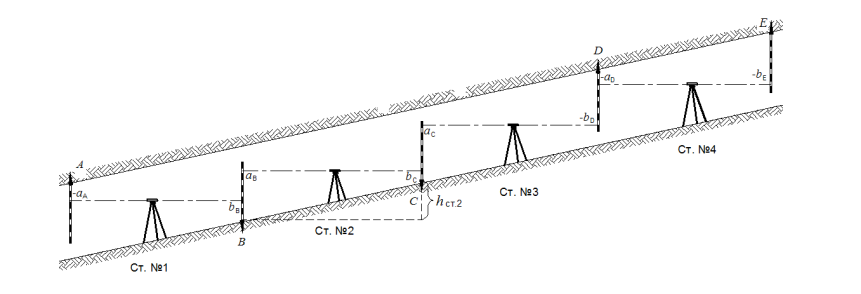 E
D
-a_D
-b_E
-b_D
a_C
Ст. №4
A
a_B
b_C
Ст. №3
-a_A
b_B
C
h ст.2
B
Ст. №2
Ст. №1